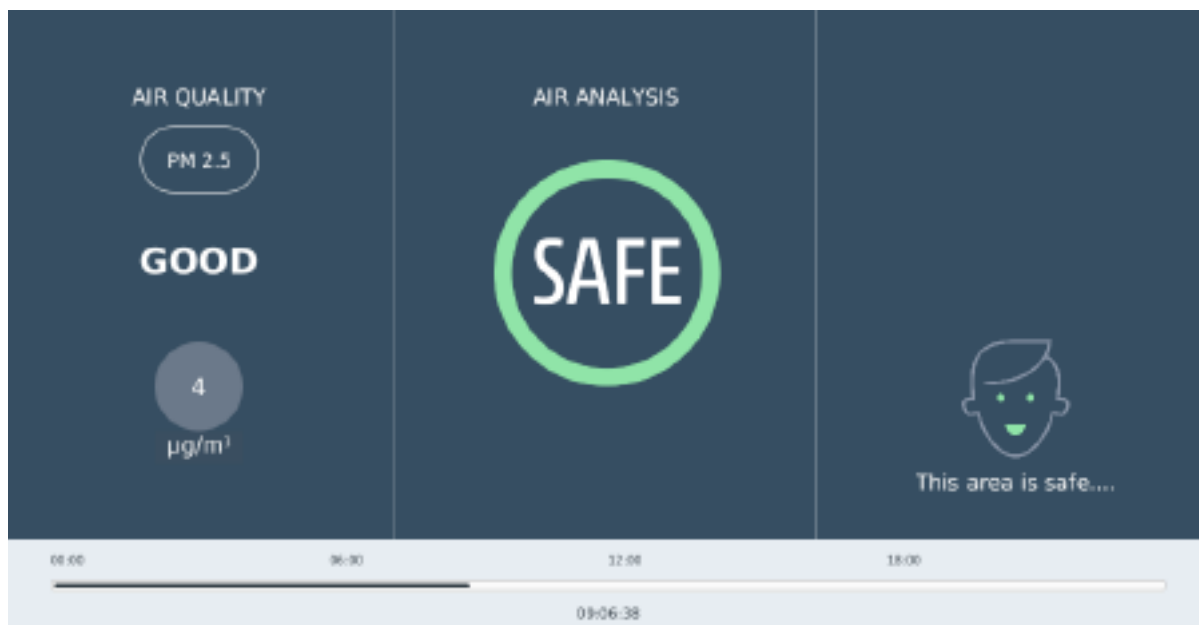 AIR QUALITY
PM 2.5
GOOD
4
µg/m³
AIR ANALYSIS
SAFE
This area is safe....
00:00 06:00 12:00 18:00
09:06:38